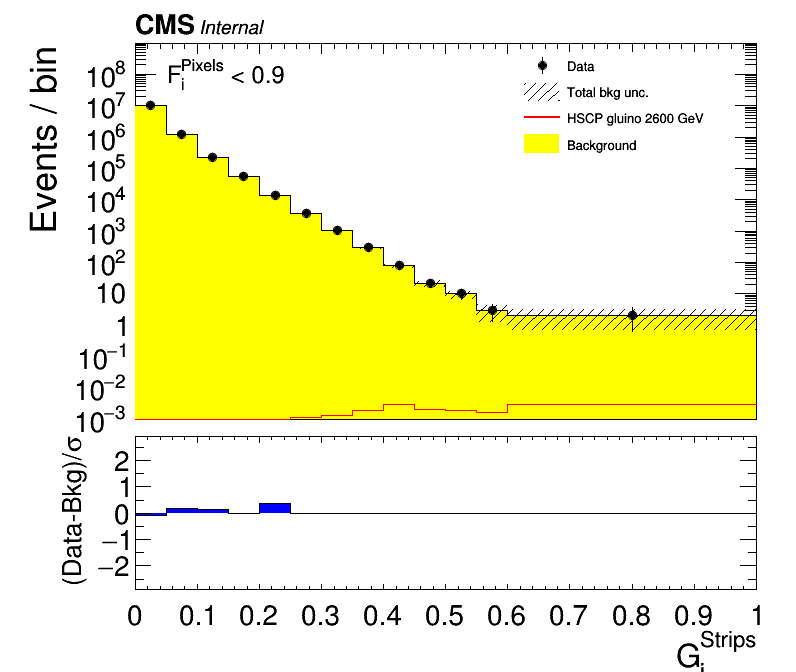 CMS Internal
F_i^Pixels < 0.9
Data
Total bkg unc.
HSCP gluino 2600 GeV
Background
Events / bin
10^8
10^7
10^6
10^5
10^4
10^3
10^2
10
1
10^−1
10^−2
10^−3
(Data-Bkg)/σ
2
1
0
−1
−2
0 0.1 0.2 0.3 0.4 0.5 0.6 0.7 0.8 0.9 1
G_i^Strips